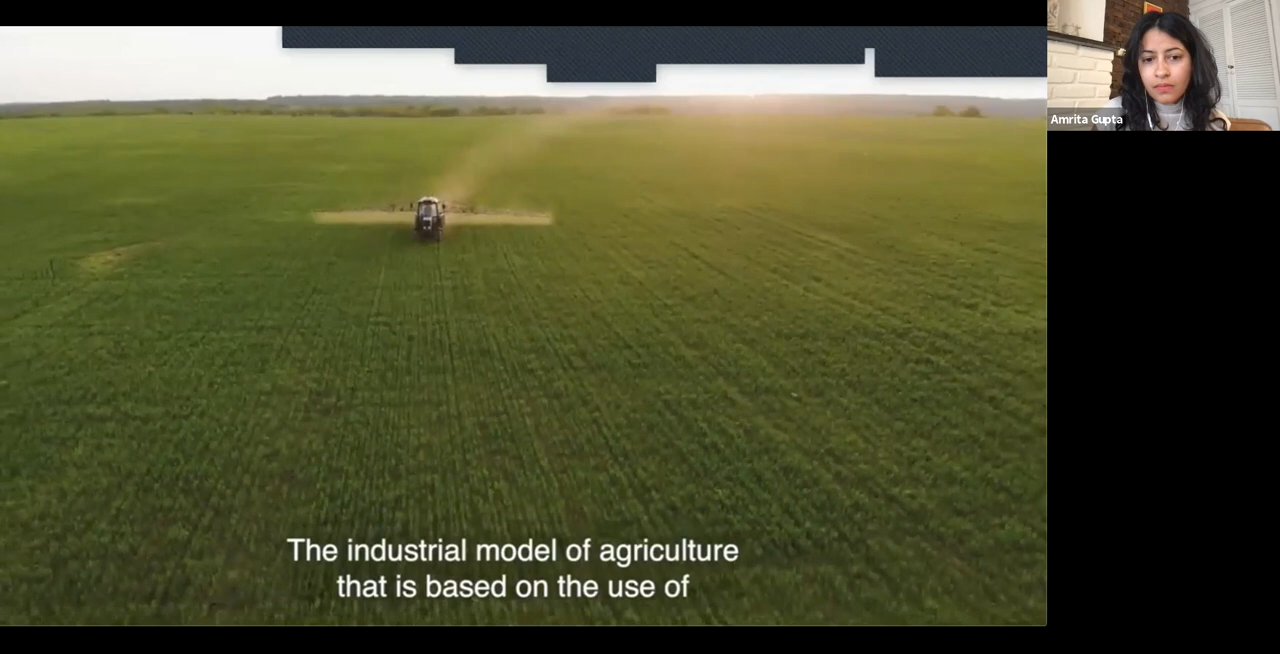 Amrita Gupta
The industrial model of agriculture
that is based on the use of